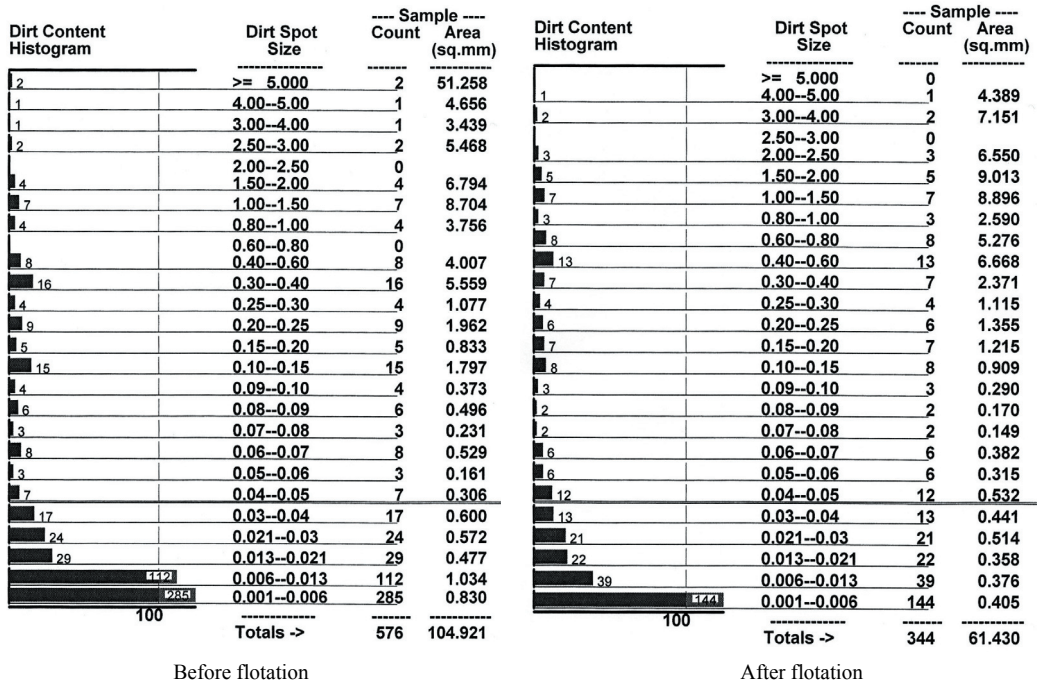 ---- Sample ----
Dirt Content Dirt Spot Count Area
Histogram Size (sq.mm)
2 >= 5.000 2 51.258
1 4.00--5.00 1 4.656
1 3.00--4.00 1 3.439
2 2.50--3.00 2 5.468
2.00--2.50 0
4 1.50--2.00 4 6.794
7 1.00--1.50 7 8.704
4 0.80--1.00 4 3.756
0.60--0.80 0
8 0.40--0.60 8 4.007
16 0.30--0.40 16 5.559
4 0.25--0.30 4 1.077
9 0.20--0.25 9 1.962
5 0.15--0.20 5 0.833
15 0.10--0.15 15 1.797
4 0.09--0.10 4 0.373
6 0.08--0.09 6 0.496
3 0.07--0.08 3 0.231
8 0.06--0.07 8 0.529
3 0.05--0.06 3 0.161
7 0.04--0.05 7 0.306
17 0.03--0.04 17 0.600
24 0.021--0.03 24 0.572
29 0.013--0.021 29 0.477
112 0.006--0.013 112 1.034
285 0.001--0.006 285 0.830
100
Totals -> 576 104.921
Before flotation
---- Sample ----
Dirt Content Dirt Spot Count Area
Histogram Size (sq.mm)
>= 5.000 0
1 4.00--5.00 1 4.389
2 3.00--4.00 2 7.151
2.50--3.00 0
3 2.00--2.50 3 6.550
5 1.50--2.00 5 9.013
7 1.00--1.50 7 8.896
3 0.80--1.00 3 2.590
8 0.60--0.80 8 5.276
13 0.40--0.60 13 6.668
7 0.30--0.40 7 2.371
4 0.25--0.30 4 1.115
6 0.20--0.25 6 1.355
7 0.15--0.20 7 1.215
8 0.10--0.15 8 0.909
3 0.09--0.10 3 0.290
2 0.08--0.09 2 0.170
2 0.07--0.08 2 0.149
6 0.06--0.07 6 0.382
6 0.05--0.06 6 0.315
12 0.04--0.05 12 0.532
13 0.03--0.04 13 0.441
21 0.021--0.03 21 0.514
22 0.013--0.021 22 0.358
39 0.006--0.013 39 0.376
144 0.001--0.006 144 0.405
100
Totals -> 344 61.430
After flotation